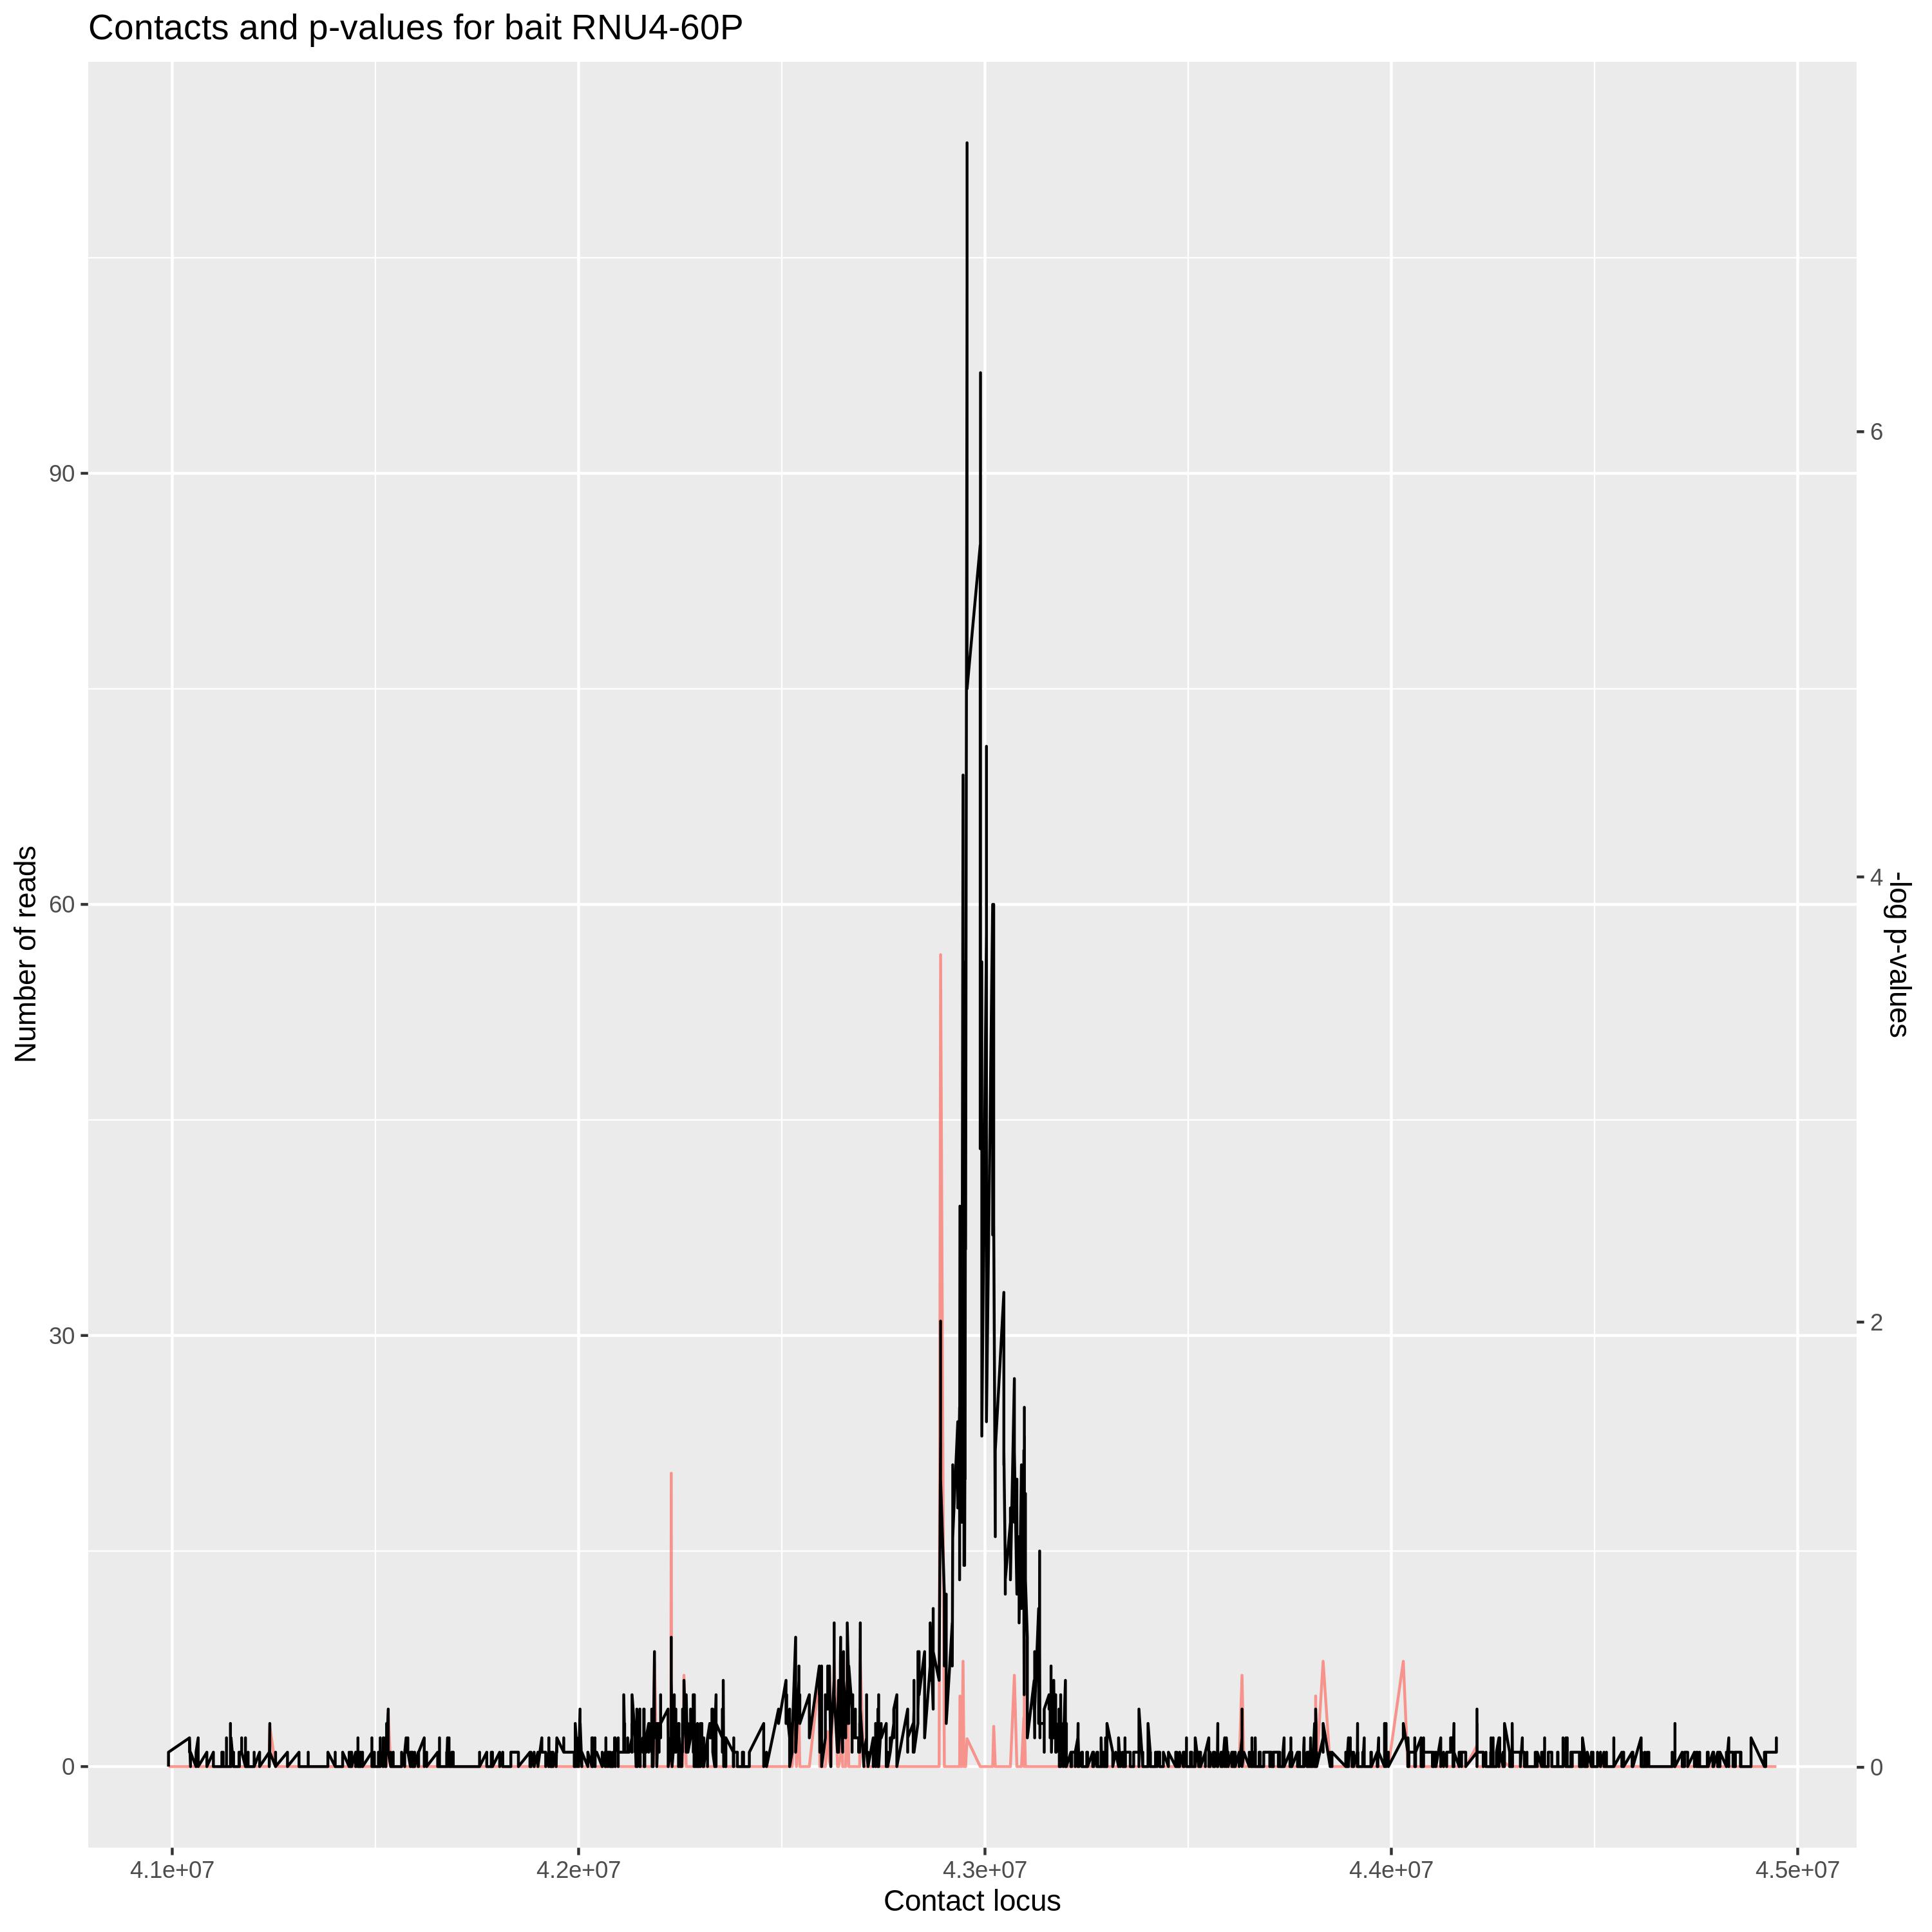 Contacts and p-values for bait RNU4-60P
Number of reads
90
60
30
0
6
4
2
0
-log p-values
4.1e+07 4.2e+07 4.3e+07 4.4e+07 4.5e+07
Contact locus